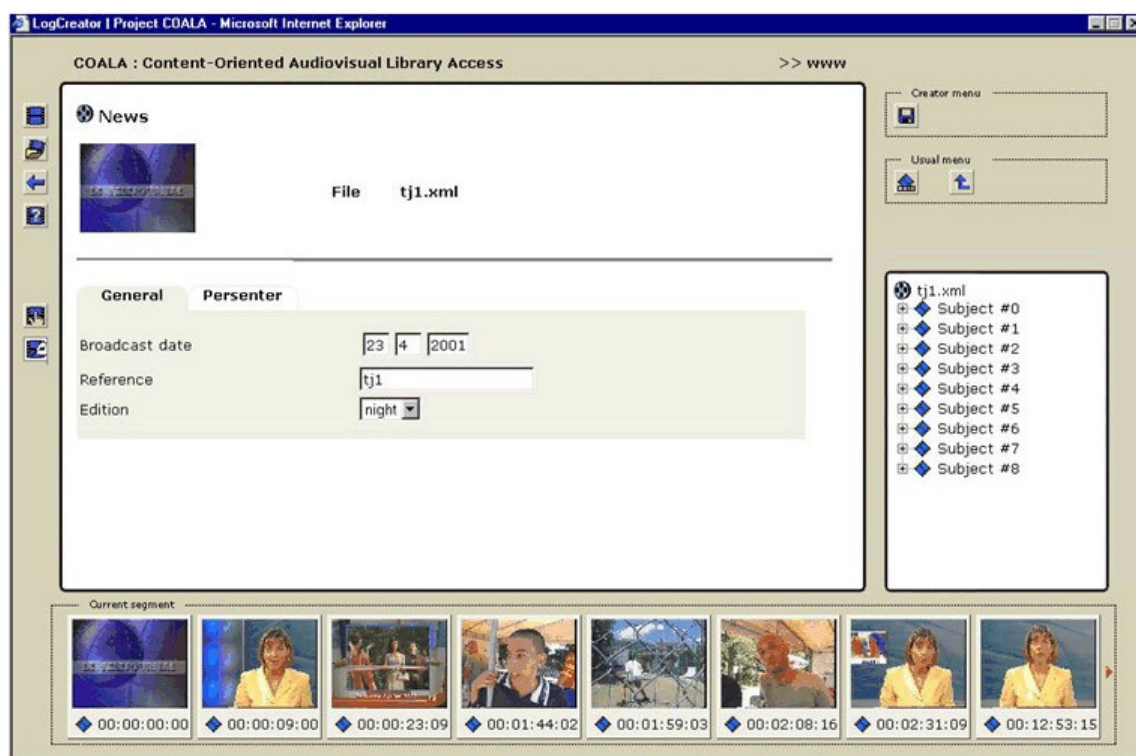 LogCreator | Project COALA - Microsoft Internet Explorer
COALA : Content-Oriented Audiovisual Library Access
>> www
Creator menu
News
Usual menu
File tj1.xml
General Persenter
Broadcast date 23 4 2001
Reference tj1
Edition night
tj1.xml
Subject #0
Subject #1
Subject #2
Subject #3
Subject #4
Subject #5
Subject #6
Subject #7
Subject #8
Current segment
00:00:00:00 00:00:09:00 00:00:23:09 00:01:44:02 00:01:59:03 00:02:08:16 00:02:31:09 00:12:53:15